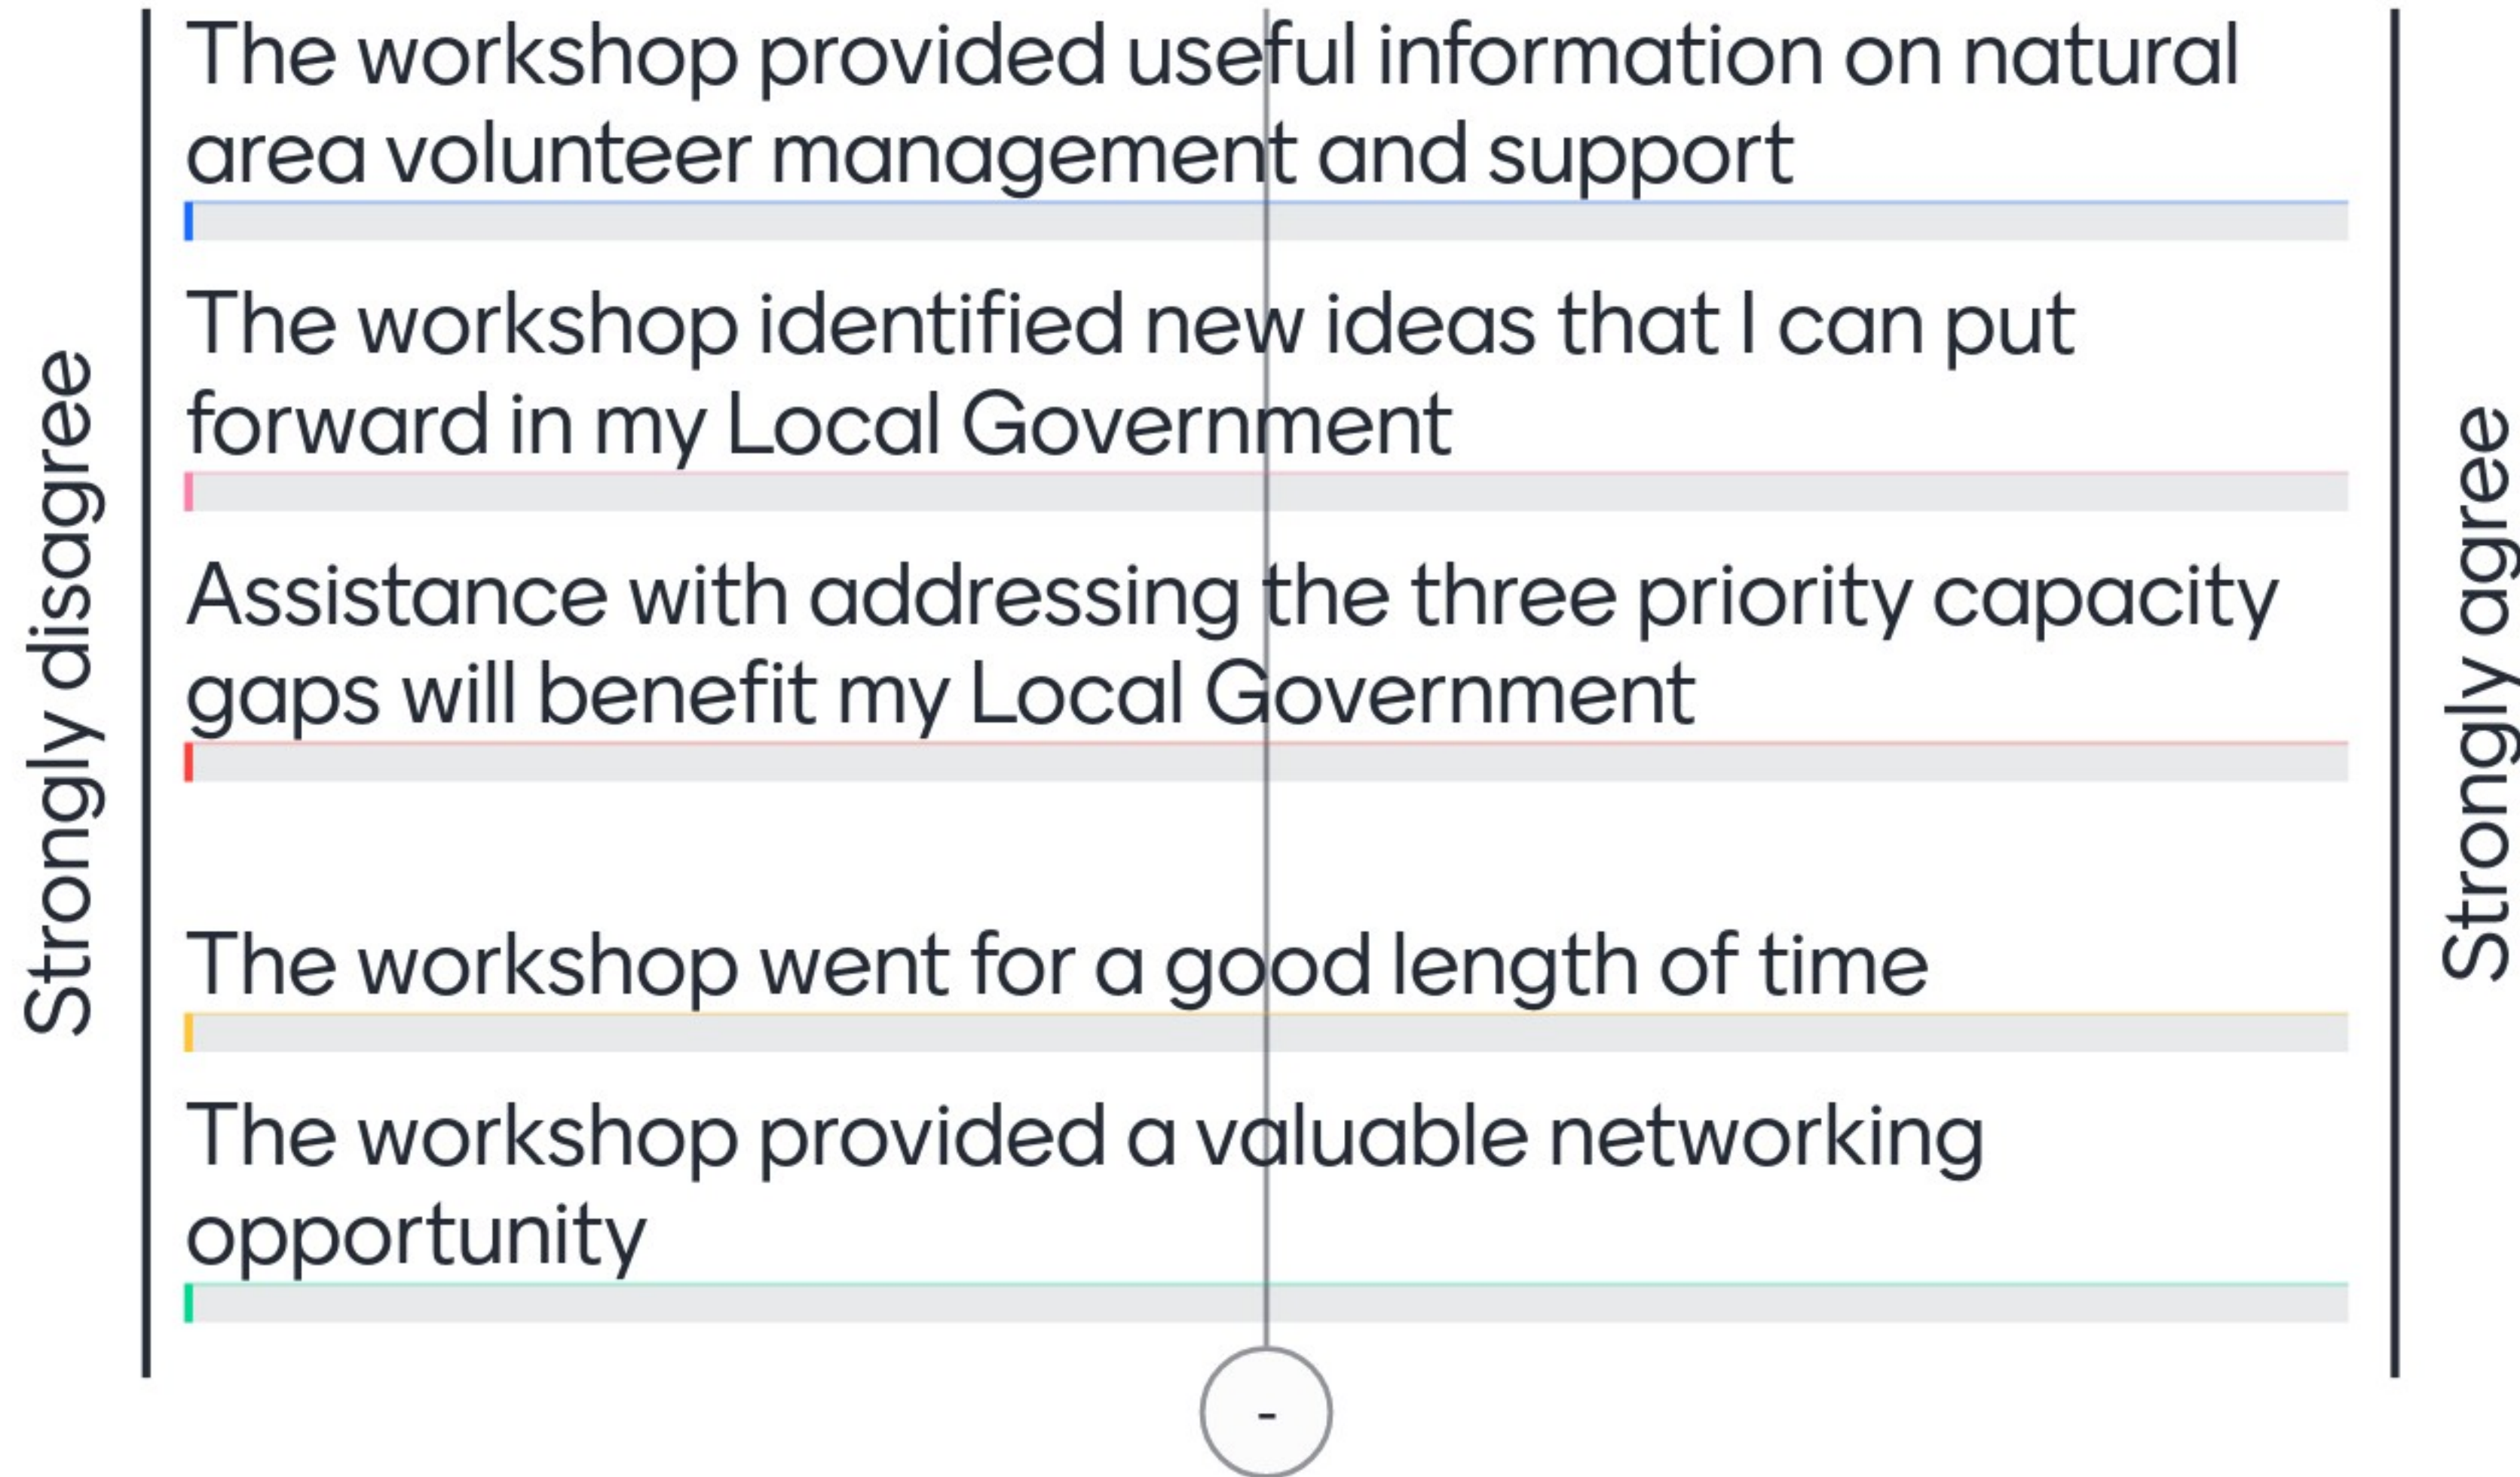 Strongly disagree
The workshop provided useful information on natural
area volunteer management and support
The workshop identified new ideas that I can put
forward in my Local Government
Assistance with addressing the three priority capacity
gaps will benefit my Local Government
The workshop went for a good length of time
The workshop provided a valuable networking
opportunity
-
Strongly agree